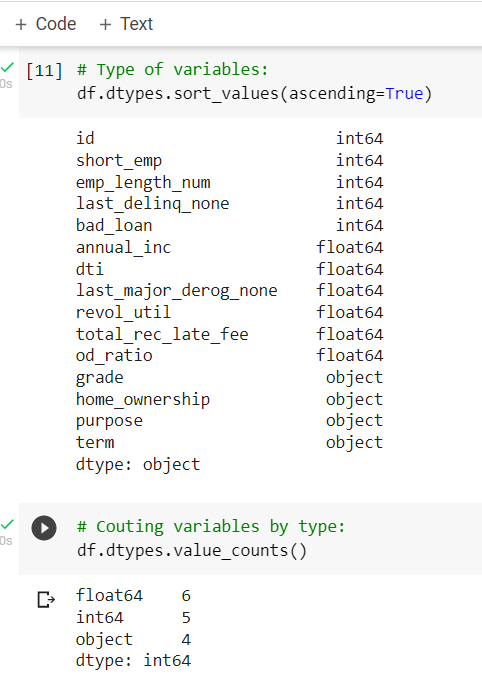 + Code + Text
[11] # Type of variables:
0s df.dtypes.sort_values(ascending=True)
id int64
short_emp int64
emp_length_num int64
last_delinq_none int64
bad_loan int64
annual_inc float64
dti float64
last_major_derog_none float64
revol_util float64
total_rec_late_fee float64
od_ratio float64
grade object
home_ownership object
purpose object
term object
dtype: object
# Couting variables by type:
0s df.dtypes.value_counts()
float64 6
int64 5
object 4
dtype: int64